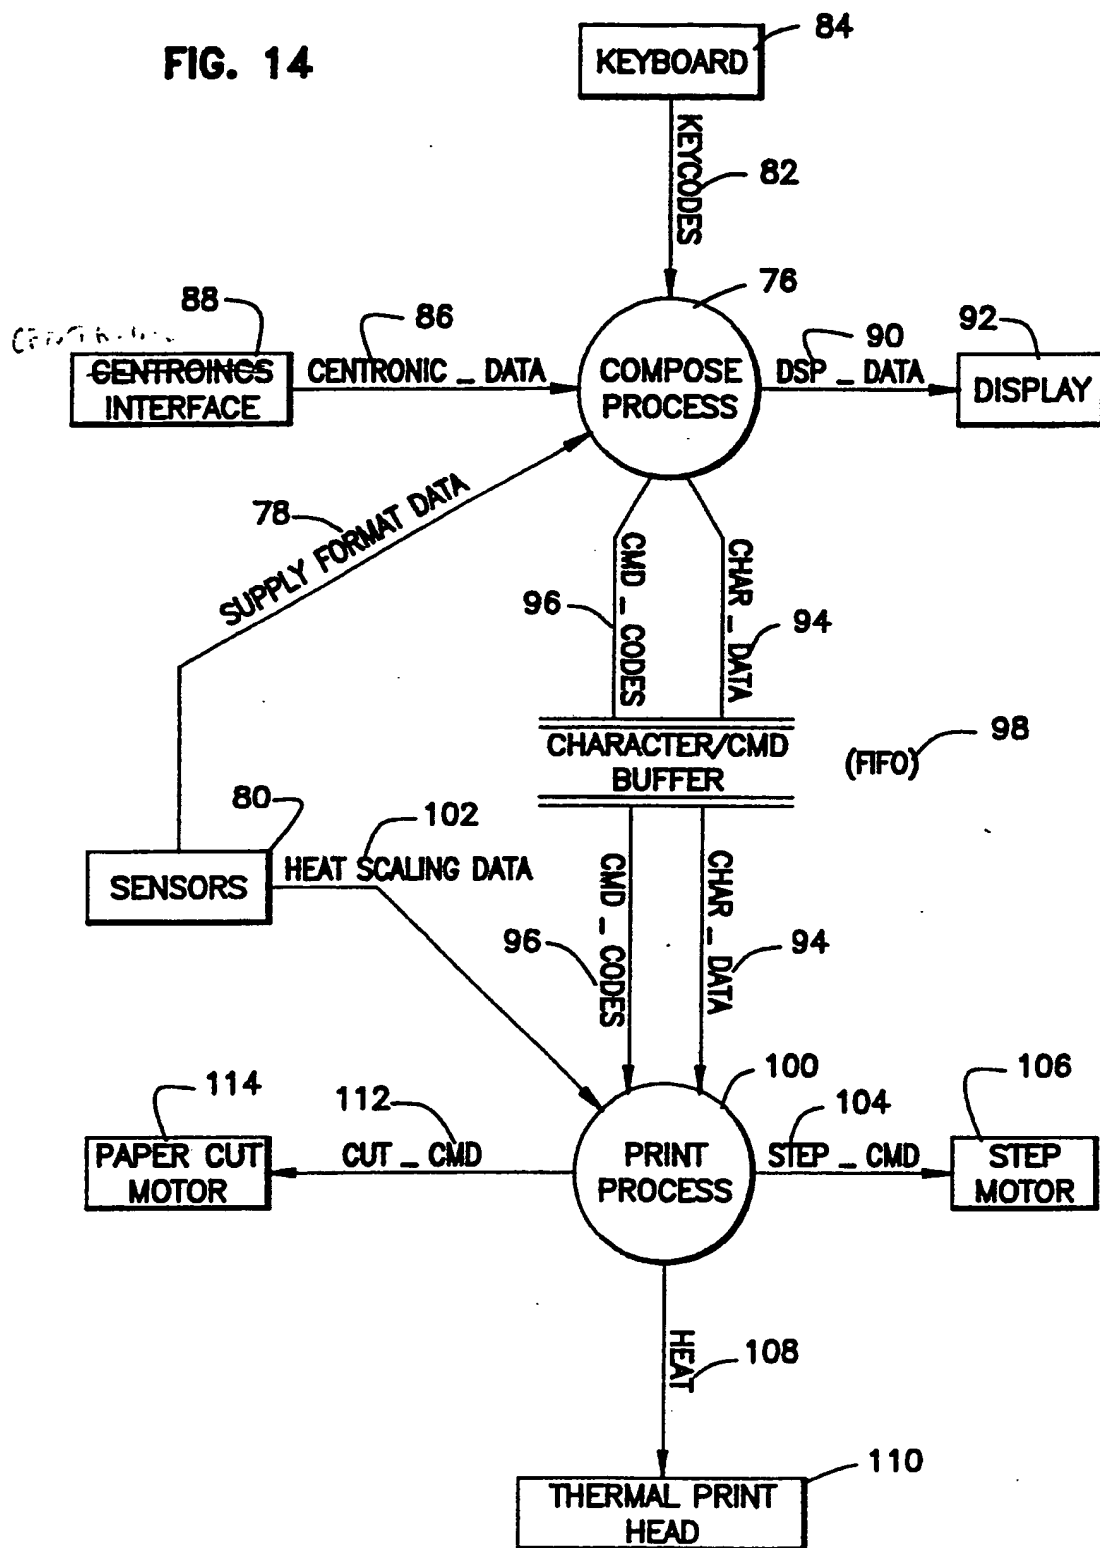 FIG. 14
KEYBOARD
84
KEYCODES
82
76
88
86
90
92
CENTROINCS
INTERFACE
CENTRONIC _ DATA
COMPOSE
PROCESS
DSP _ DATA
DISPLAY
78
SUPPLY FORMAT DATA
CMD _ CODES
96
CHAR _ DATA
94
CHARACTER/CMD
BUFFER
(FIFO)
98
80
102
SENSORS
HEAT SCALING DATA
CMD _ CODES
96
CHAR _ DATA
94
114
112
100
104
106
PAPER CUT
MOTOR
CUT _ CMD
PRINT
PROCESS
STEP _ CMD
STEP
MOTOR
HEAT
108
110
THERMAL PRINT
HEAD